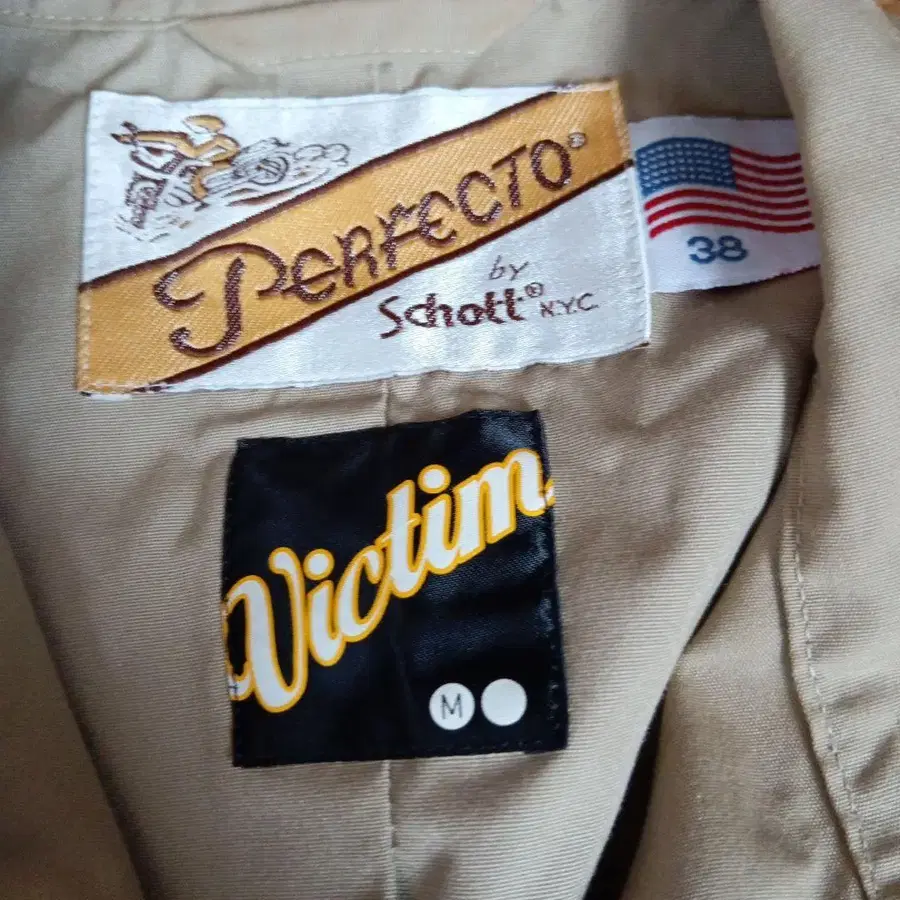 PERFECTO®
by
Schott® N.Y.C.
38
Victim.
M